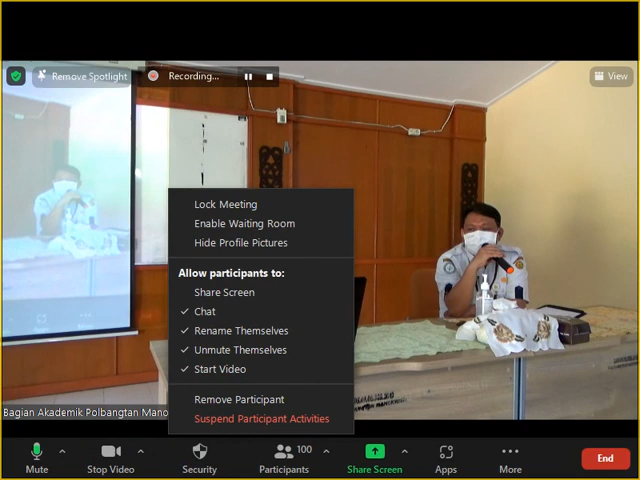 Remove Spotlight
Recording...
View
Lock Meeting
Enable Waiting Room
Hide Profile Pictures
Allow participants to:
Share Screen
Chat
Rename Themselves
Unmute Themselves
Start Video
Remove Participant
Suspend Participant Activities
Bagian Akademik Polbangtan Mano
Mute
Stop Video
Security
100
Participants
Share Screen
Apps
More
End